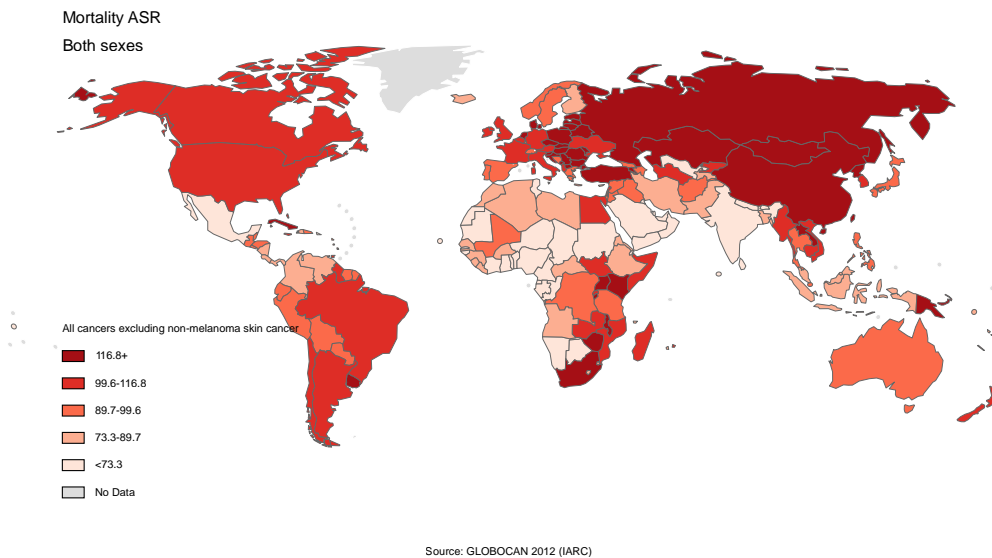 Mortality ASR
Both sexes
All cancers excluding non-melanoma skin cancer
116.8+
99.6-116.8
89.7-99.6
73.3-89.7
<73.3
No Data
Source: GLOBOCAN 2012 (IARC)